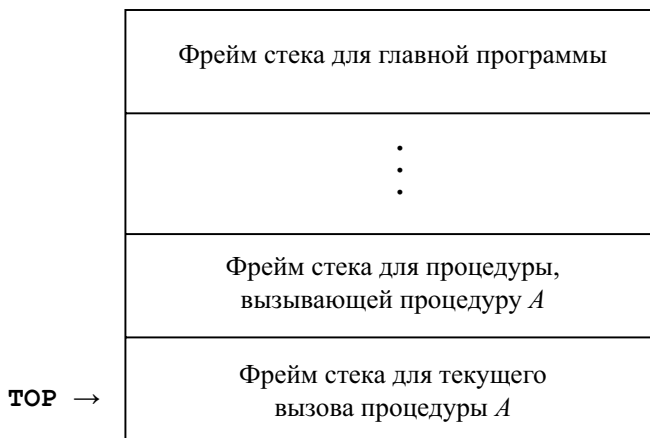 Фрейм стека для главной программы
.
.
.
Фрейм стека для процедуры,
вызывающей процедуру A
TOP →
Фрейм стека для текущего
вызова процедуры A